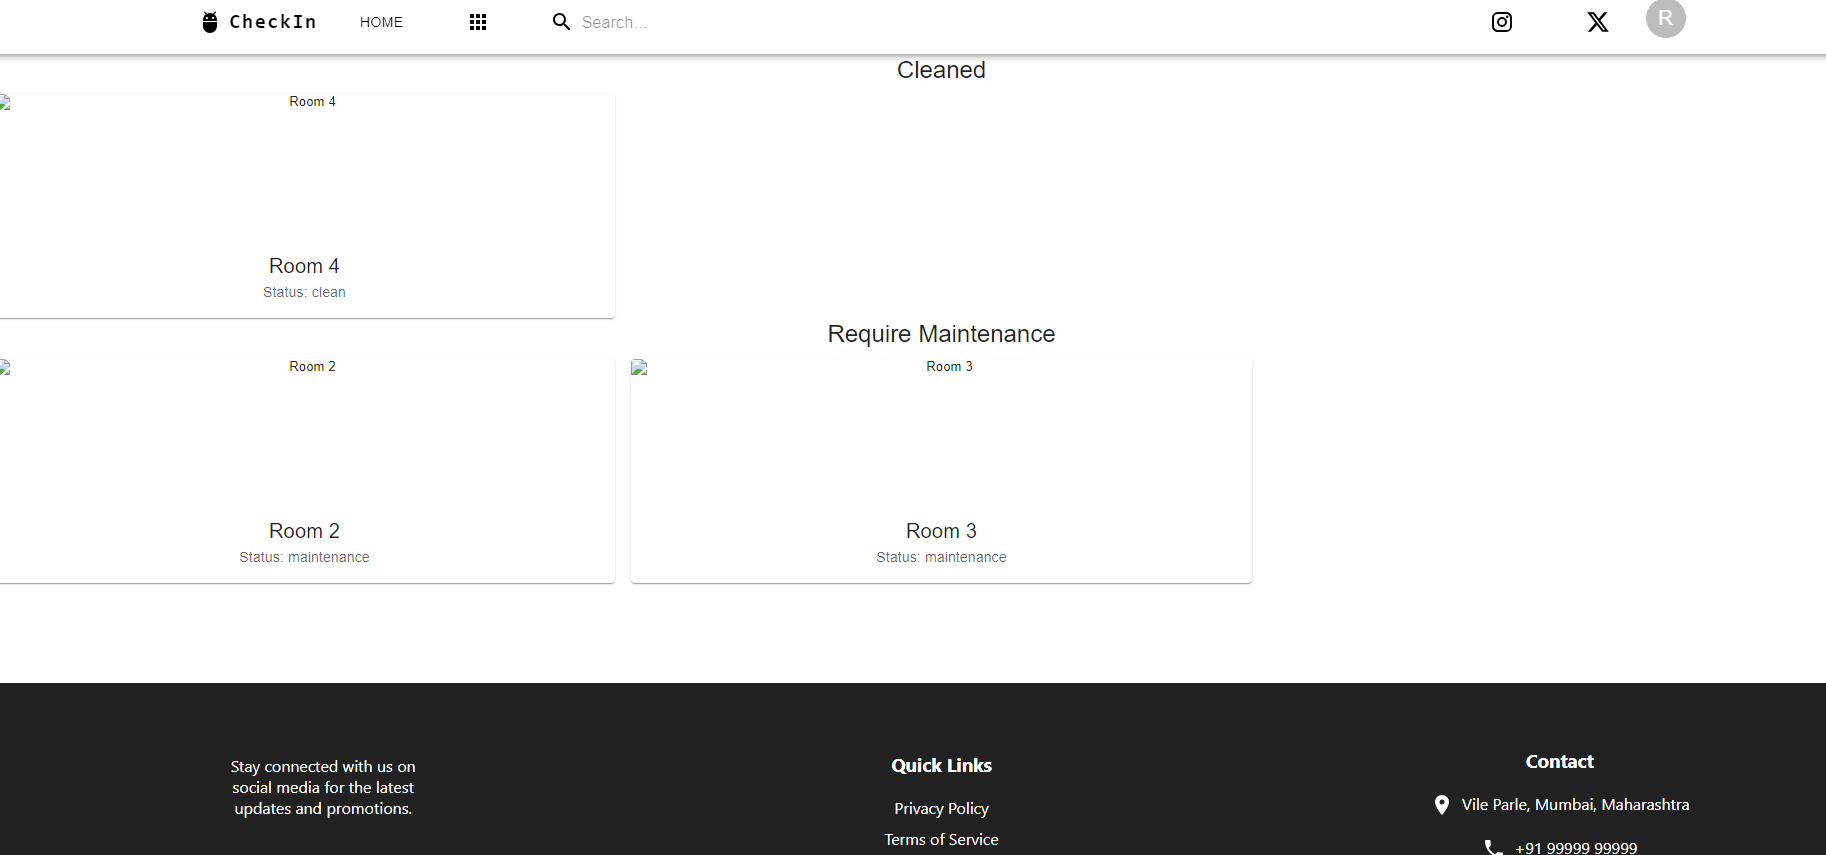 CheckIn HOME Search... R
Cleaned
Room 4
Room 4
Status: clean
Require Maintenance
Room 2
Room 2
Status: maintenance
Room 3
Room 3
Status: maintenance
Stay connected with us on
social media for the latest
updates and promotions.
Quick Links
Privacy Policy
Terms of Service
Contact
Vile Parle, Mumbai, Maharashtra
+91 99999 99999